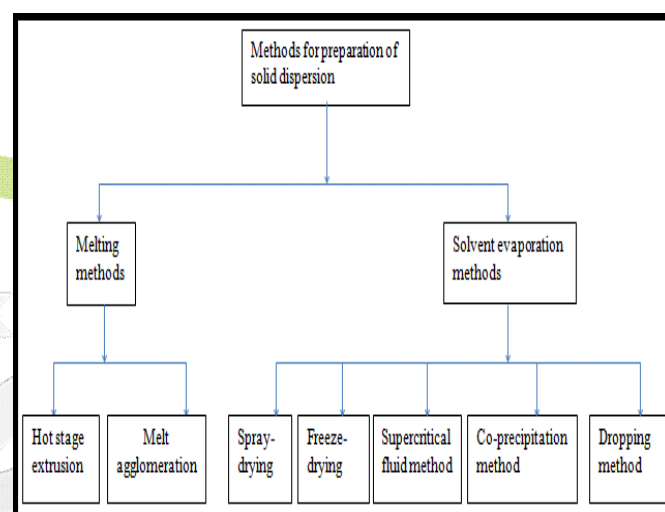 Methods for preparation of
solid dispersion
Melting
methods
Solvent evaporation
methods
Hot stage
extrusion
Melt
agglomeration
Spray-
drying
Freeze-
drying
Supercritical
fluid method
Co-precipitation
method
Dropping
method